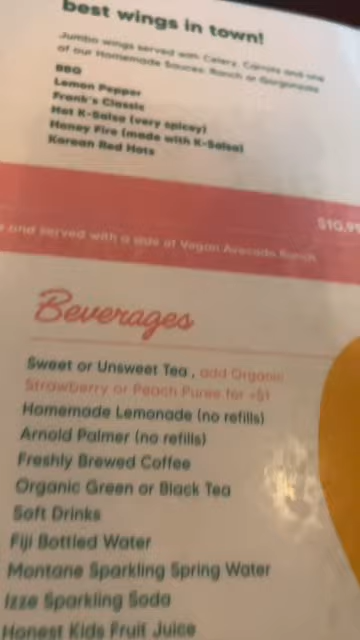 best wings in town!
Jumbo wings served with Celery, Carrots and one
of our Homemade Sauces: Ranch or Gorgonzola
BBQ
Lemon Pepper
Frank's Classic
Hot K-Salsa (very spicey)
Honey Fire (made with K-Salsa)
Korean Red Hots
$10.95
and served with a side of Vegan Avocado Ranch
Beverages
Sweet or Unsweet Tea, add Organic
Strawberry or Peach Puree for +$1
Homemade Lemonade (no refills)
Arnold Palmer (no refills)
Freshly Brewed Coffee
Organic Green or Black Tea
Soft Drinks
Fiji Bottled Water
Montane Sparkling Spring Water
Izze Sparkling Soda
Honest Kids Fruit Juice